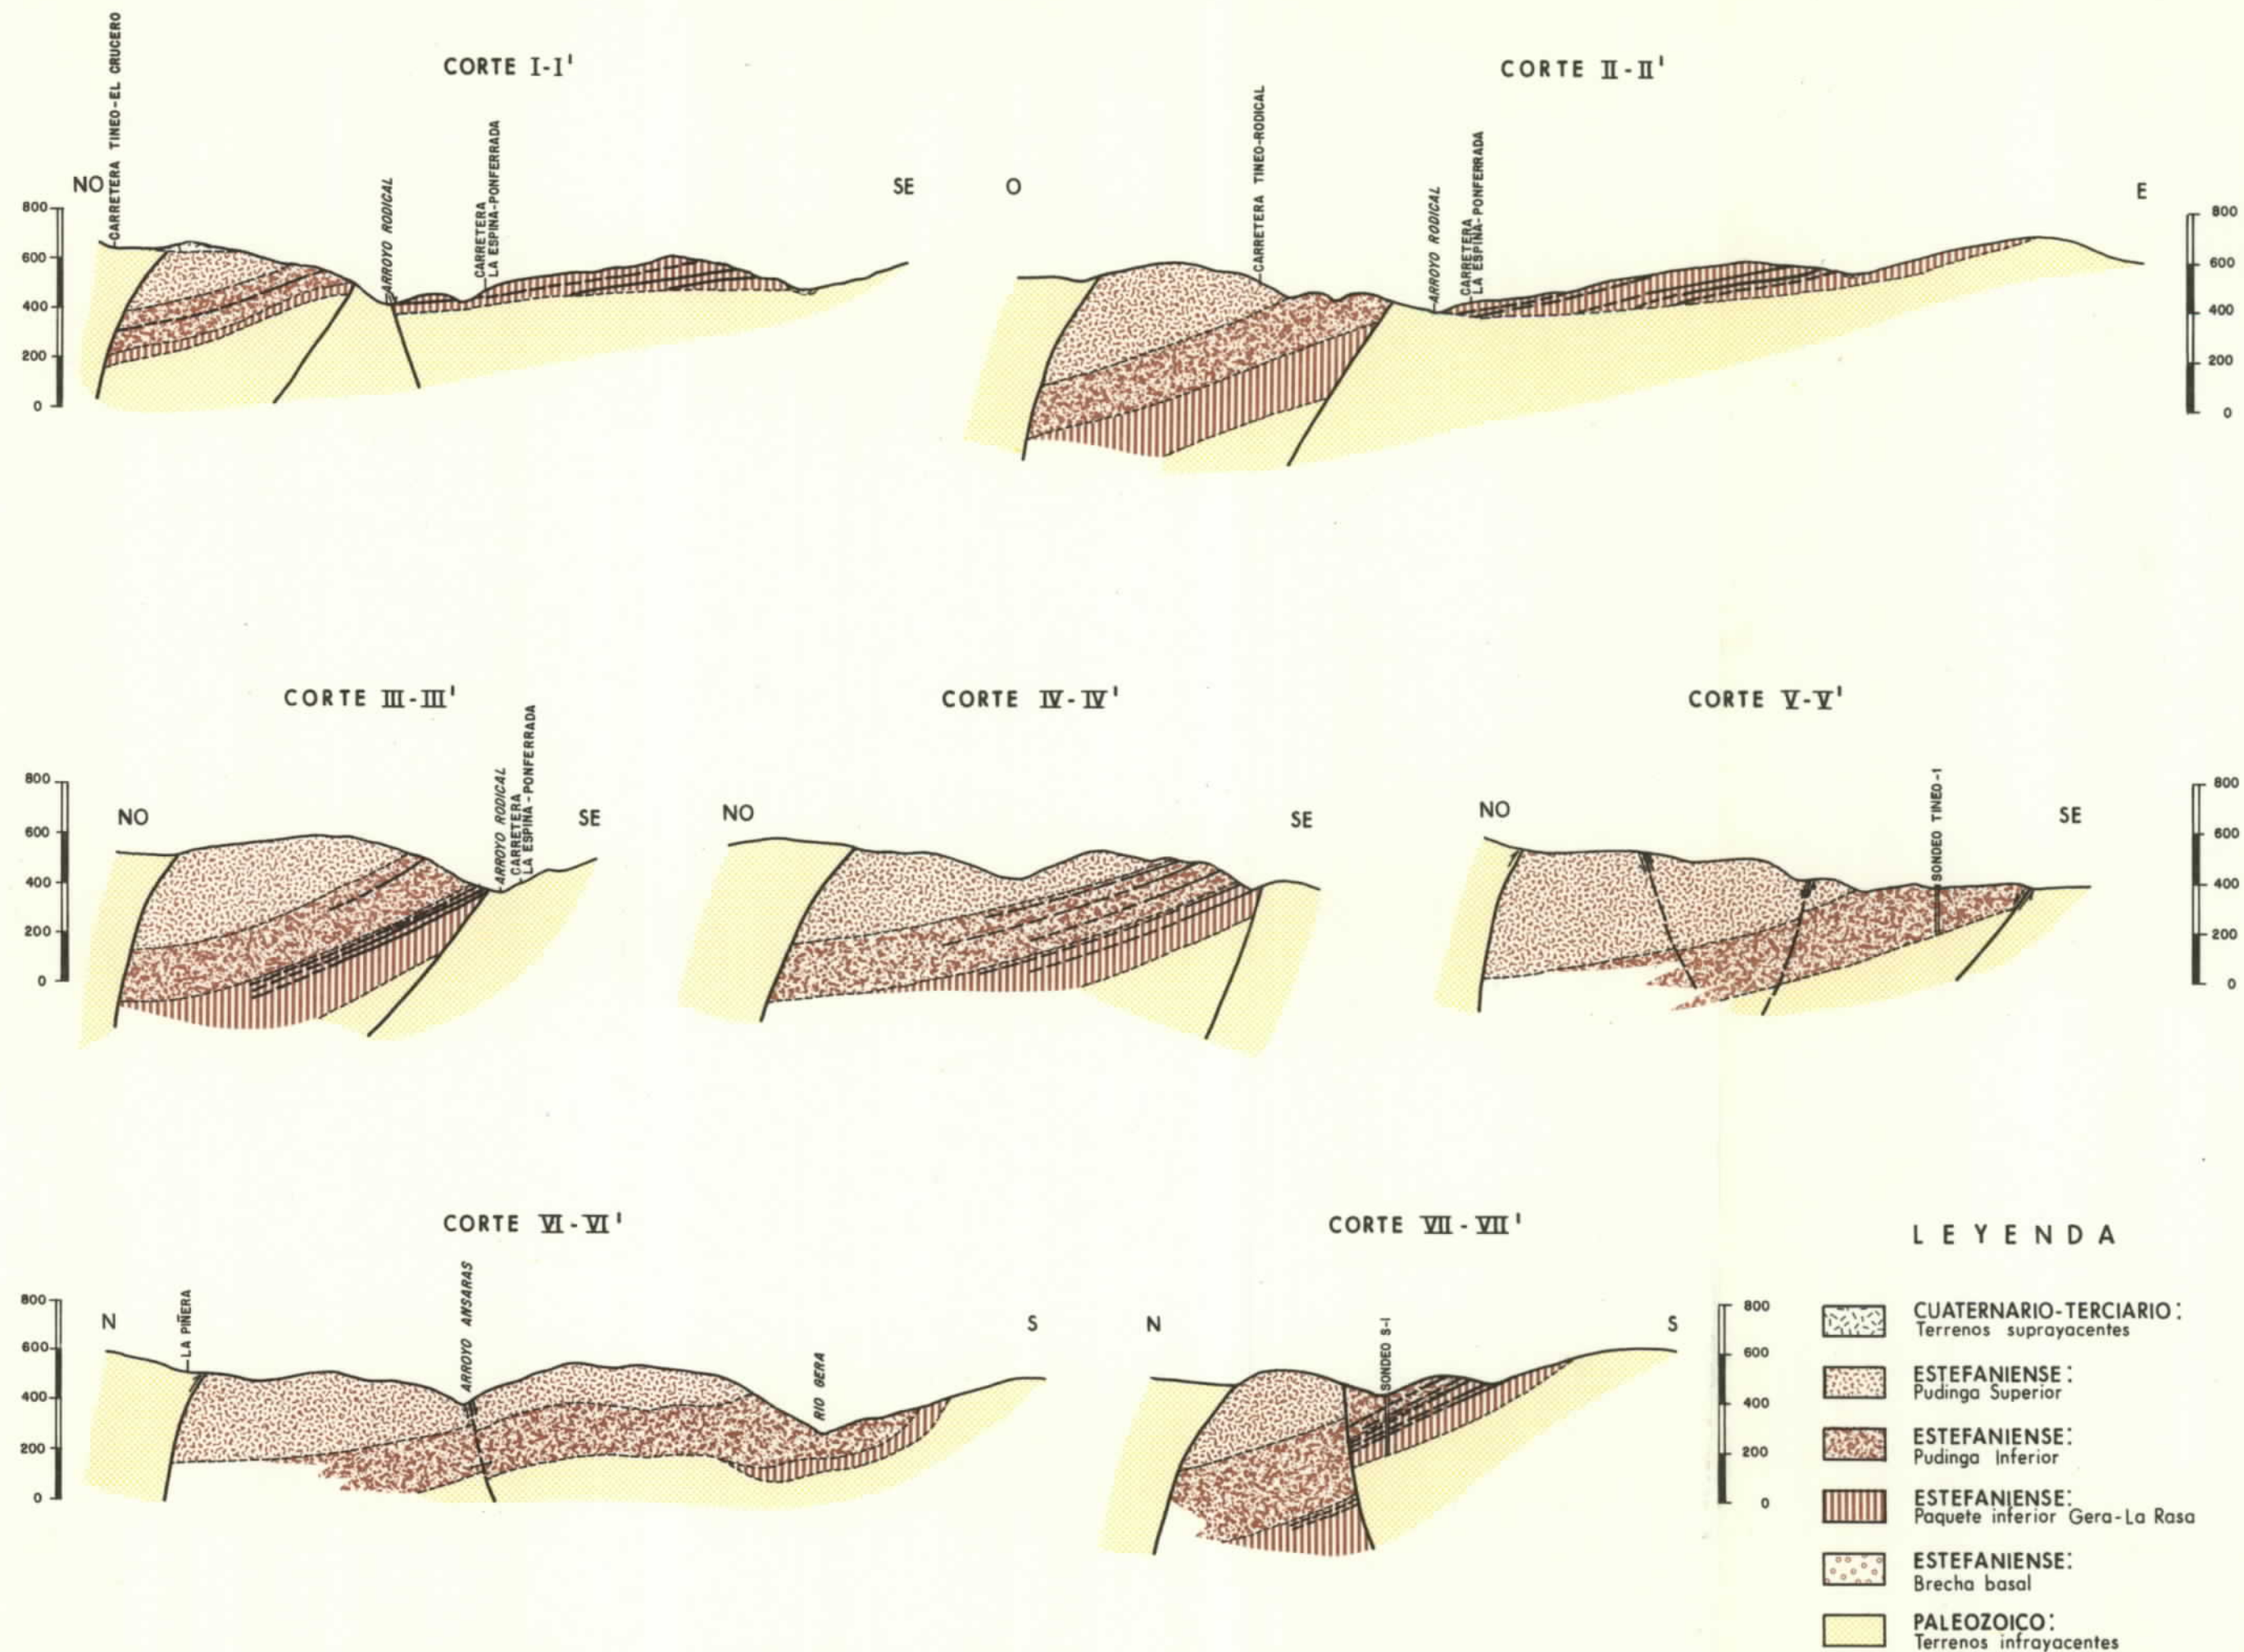 CORTE I-I'
CARRETERA TINEO-EL CRUCERO
ARROYO RODICAL
CARRETERA
LA ESPINA-PONFERRADA
NO
SE
800
600
400
200
0
CORTE II-II'
CARRETERA TINEO-RODICAL
ARROYO RODICAL
CARRETERA
LA ESPINA-PONFERRADA
O
E
800
600
400
200
0
CORTE III-III'
ARROYO RODICAL
CARRETERA
LA ESPINA-PONFERRADA
NO
SE
800
600
400
200
0
CORTE IV-IV'
NO
SE
CORTE V-V'
SONDEO TINEO-1
NO
SE
800
600
400
200
0
CORTE VI-VI'
LA PIÑERA
ARROYO ANSARAS
RIO GERA
N
S
800
600
400
200
0
CORTE VII-VII'
SONDEO S-I
N
S
800
600
400
200
0
LEYENDA
CUATERNARIO-TERCIARIO:
Terrenos suprayacentes
ESTEFANIENSE:
Pudinga Superior
ESTEFANIENSE:
Pudinga Inferior
ESTEFANIENSE:
Paquete inferior Gera-La Rasa
ESTEFANIENSE:
Brecha basal
PALEOZOICO:
Terrenos infrayacentes